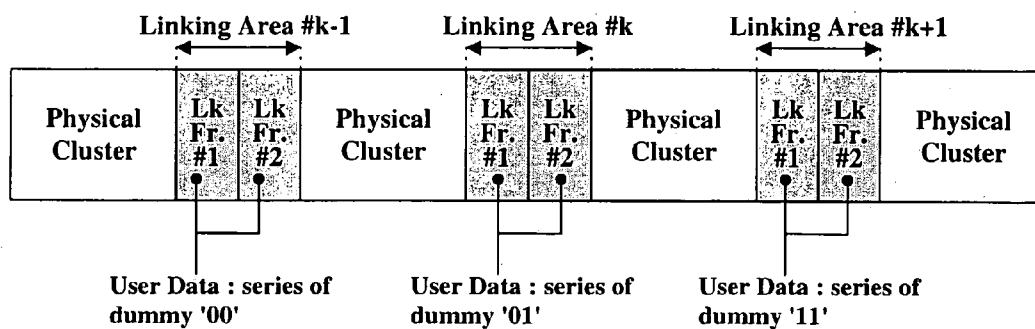 Linking Area #k-1
Linking Area #k
Linking Area #k+1
Physical
Cluster
Lk
Fr.
#1
Lk
Fr.
#2
Physical
Cluster
Lk
Fr.
#1
Lk
Fr.
#2
Physical
Cluster
Lk
Fr.
#1
Lk
Fr.
#2
Physical
Cluster
User Data : series of
dummy '00'
User Data : series of
dummy '01'
User Data : series of
dummy '11'